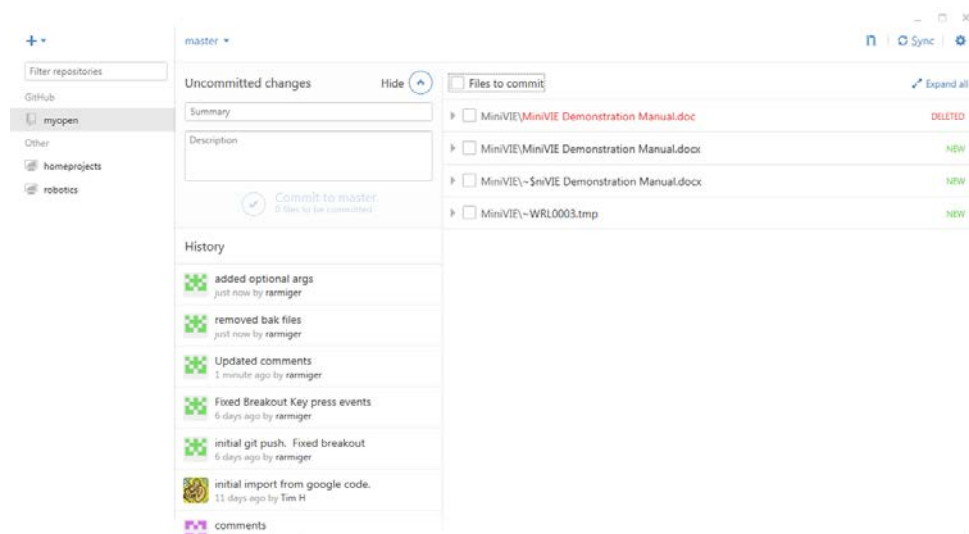 master
Sync
Filter repositories
GitHub
myopen
Other
homeprojects
robotics
Uncommitted changes
Hide
Summary
Description
Commit to master
0 files to be committed
History
added optional args
just now by rarmiger
removed bak files
just now by rarmiger
Updated comments
1 minute ago by rarmiger
Fixed Breakout Key press events
6 days ago by rarmiger
initial git push. Fixed breakout
6 days ago by rarmiger
initial import from google code.
11 days ago by Tim H
comments
Files to commit
Expand all
MiniVIE\MiniVIE Demonstration Manual.doc DELETED
MiniVIE\MiniVIE Demonstration Manual.docx NEW
MiniVIE\~$niVIE Demonstration Manual.docx NEW
MiniVIE\~WRL0003.tmp NEW